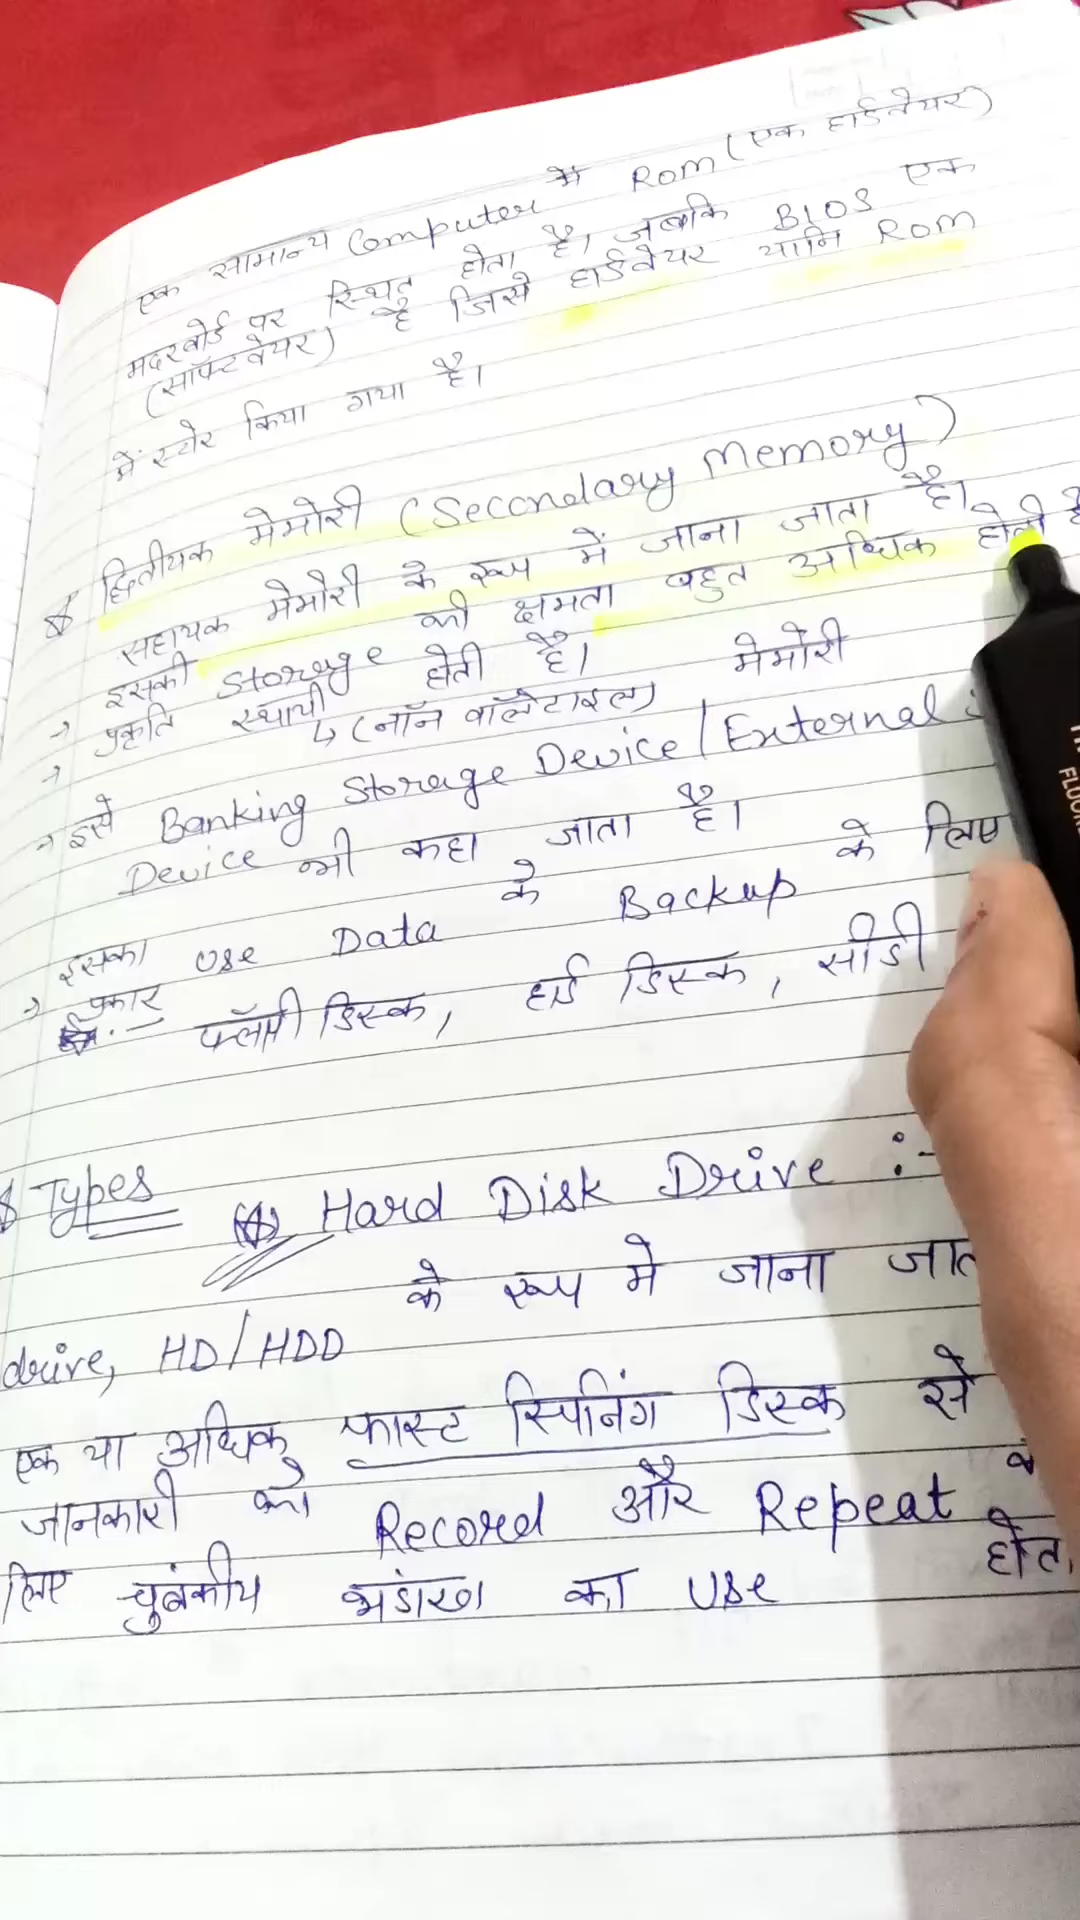 एक सामान्य Computer में Rom (एक हार्डवेयर)
मदरबोर्ड पर स्थित होता है। जबकि BIOS एक
(सॉफ्टवेयर) है जिसे हार्डवेयर यानि Rom
में स्टोर किया गया है।
द्वितीयक मेमोरी (Secondary Memory)
सहायक मेमोरी के रूप में जाना जाता है।
→ इसकी Storage की क्षमता बहुत अधिक होती है
→ प्रकृति स्थायी होती है।
↳ (नॉन वॉलेटाइल) मेमोरी
→ इसे Banking Storage Device / External
Device भी कहा जाता है।
→ इसका use Data के Backup के लिए
प्रकार :- फ्लॉपी डिस्क, हार्ड डिस्क, सीडी
Types
(A) Hard Disk Drive :-
के रूप मे जाना
drive, HD/HDD
एक या अधिक फास्ट स्पिनिंग डिस्क से
जानकारी को Record और Repeat
लिए चुबंकीय भंडारण का use